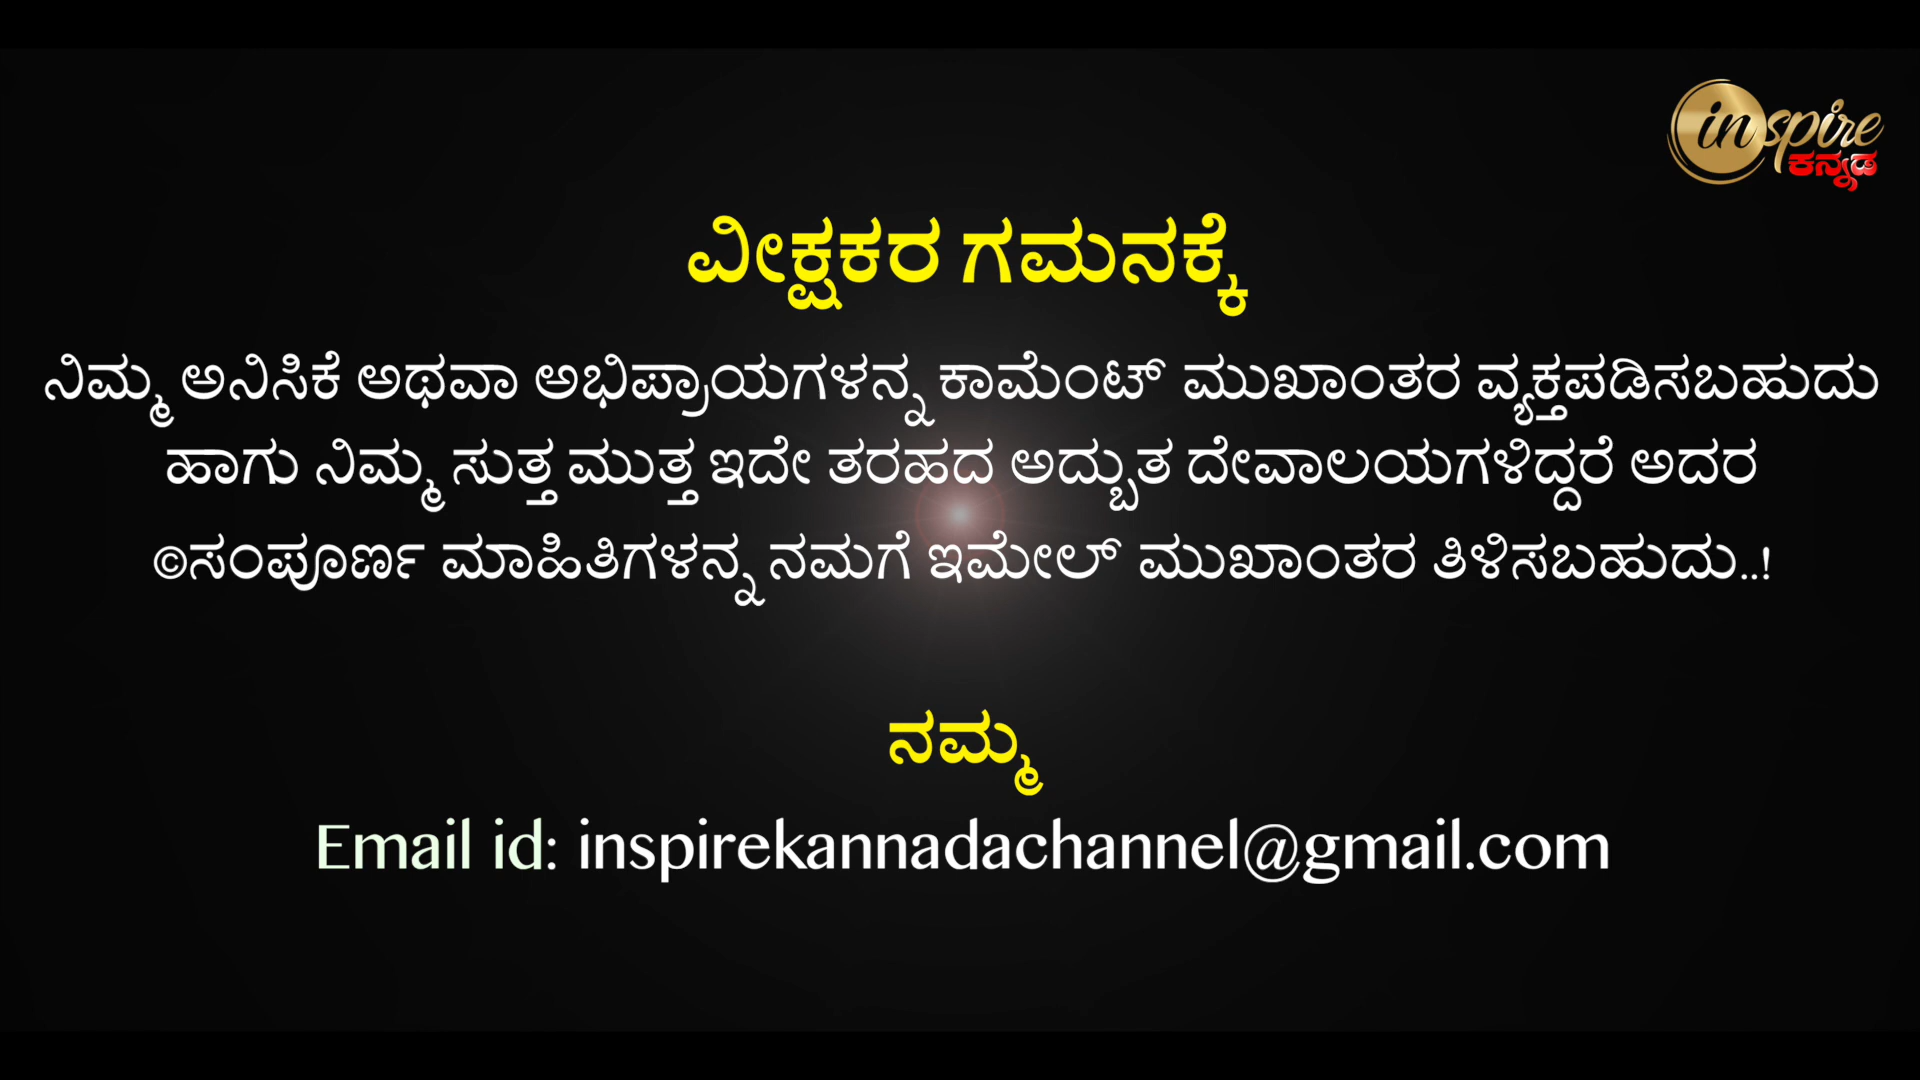 inspire
ಕನ್ನಡ
ವೀಕ್ಷಕರ ಗಮನಕ್ಕೆ
ನಿಮ್ಮ ಅನಿಸಿಕೆ ಅಥವಾ ಅಭಿಪ್ರಾಯಗಳನ್ನ ಕಾಮೆಂಟ್ ಮುಖಾಂತರ ವ್ಯಕ್ತಪಡಿಸಬಹುದು
ಹಾಗು ನಿಮ್ಮ ಸುತ್ತ ಮುತ್ತ ಇದೇ ತರಹದ ಅದ್ಬುತ ದೇವಾಲಯಗಳಿದ್ದರೆ ಅದರ
©ಸಂಪೂರ್ಣ ಮಾಹಿತಿಗಳನ್ನ ನಮಗೆ ಇಮೇಲ್ ಮುಖಾಂತರ ತಿಳಿಸಬಹುದು..!
ನಮ್ಮ
Email id: inspirekannadachannel@gmail.com